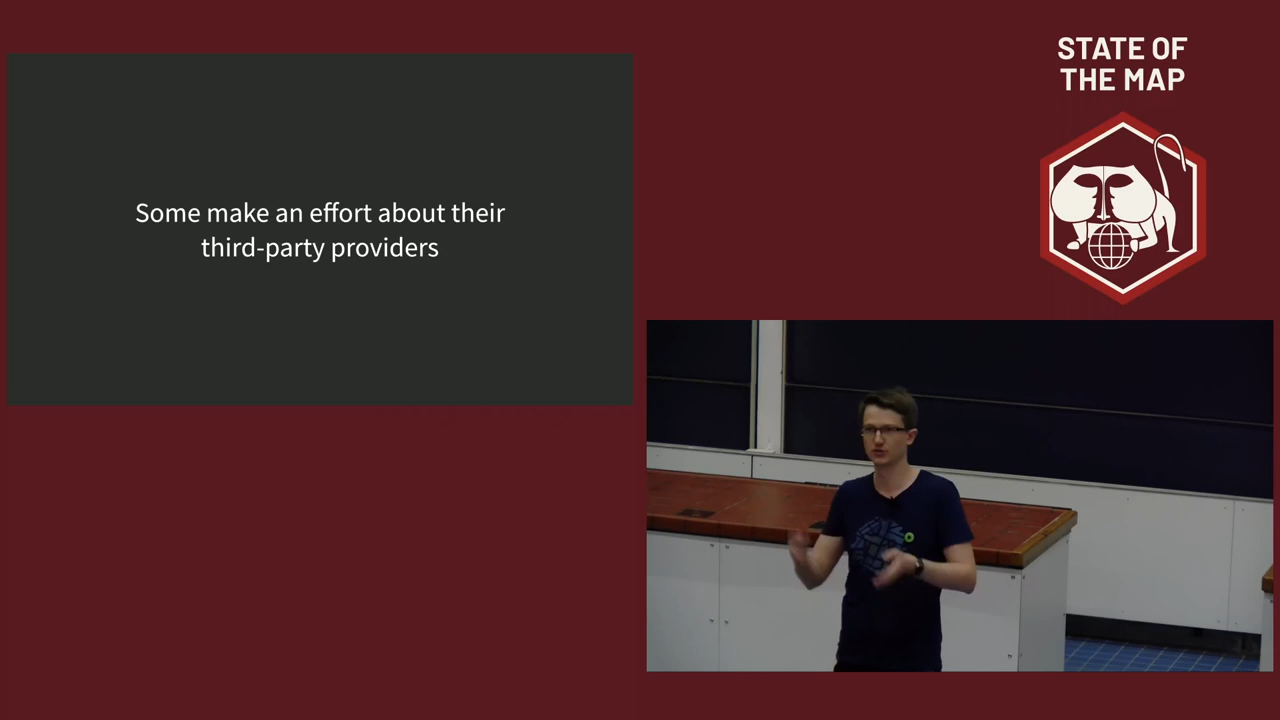 Some make an effort about their
third-party providers
STATE OF
THE MAP